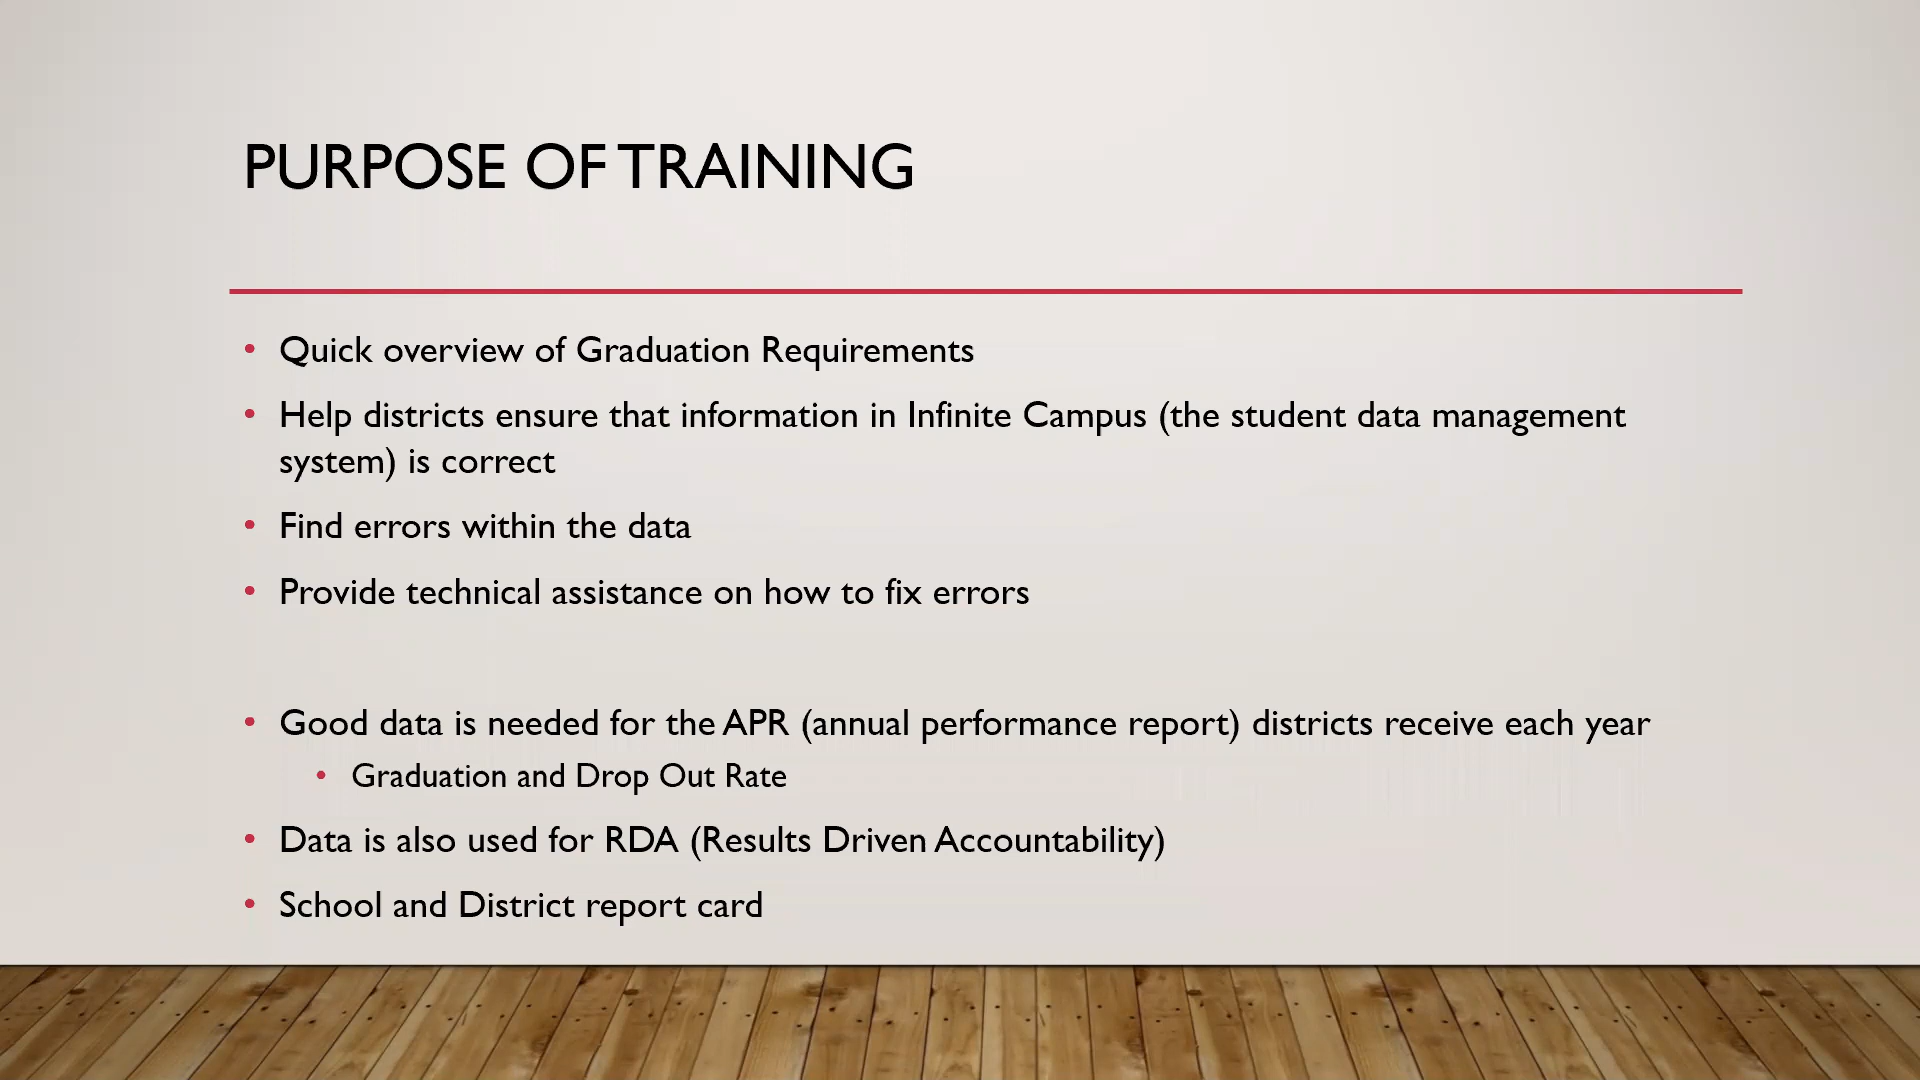 PURPOSE OF TRAINING
• Quick overview of Graduation Requirements
• Help districts ensure that information in Infinite Campus (the student data management
system) is correct
• Find errors within the data
• Provide technical assistance on how to fix errors
• Good data is needed for the APR (annual performance report) districts receive each year
• Graduation and Drop Out Rate
• Data is also used for RDA (Results Driven Accountability)
• School and District report card